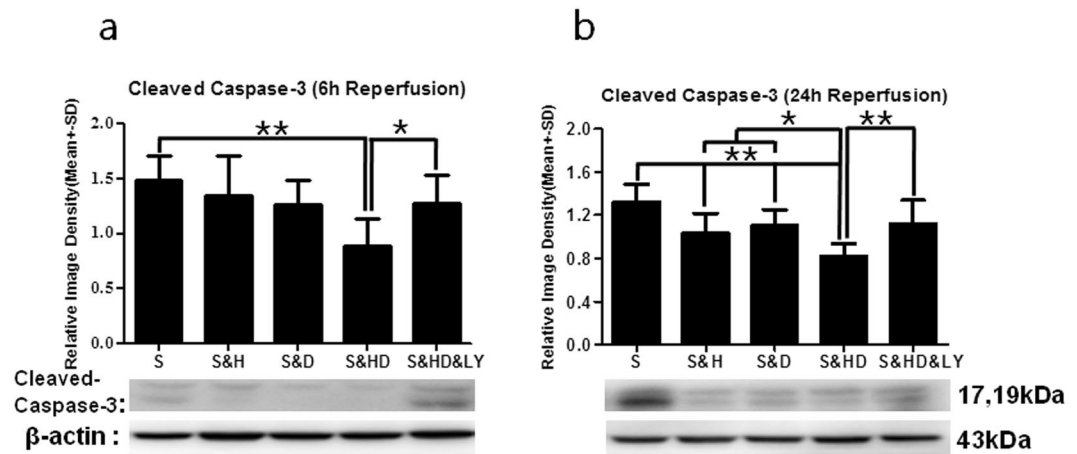 a
Cleaved Caspase-3 (6h Reperfusion)
Relative Image Density(Mean+-SD)
2.0
1.5
1.0
0.5
0.0
**
*
S S&H S&D S&HD S&HD&LY
Cleaved-
Caspase-3:
β-actin :
b
Cleaved Caspase-3 (24h Reperfusion)
Relative Image Density(Mean+-SD)
2.0
1.6
1.2
0.8
0.4
0.0
*
**
**
S S&H S&D S&HD S&HD&LY
17,19kDa
43kDa